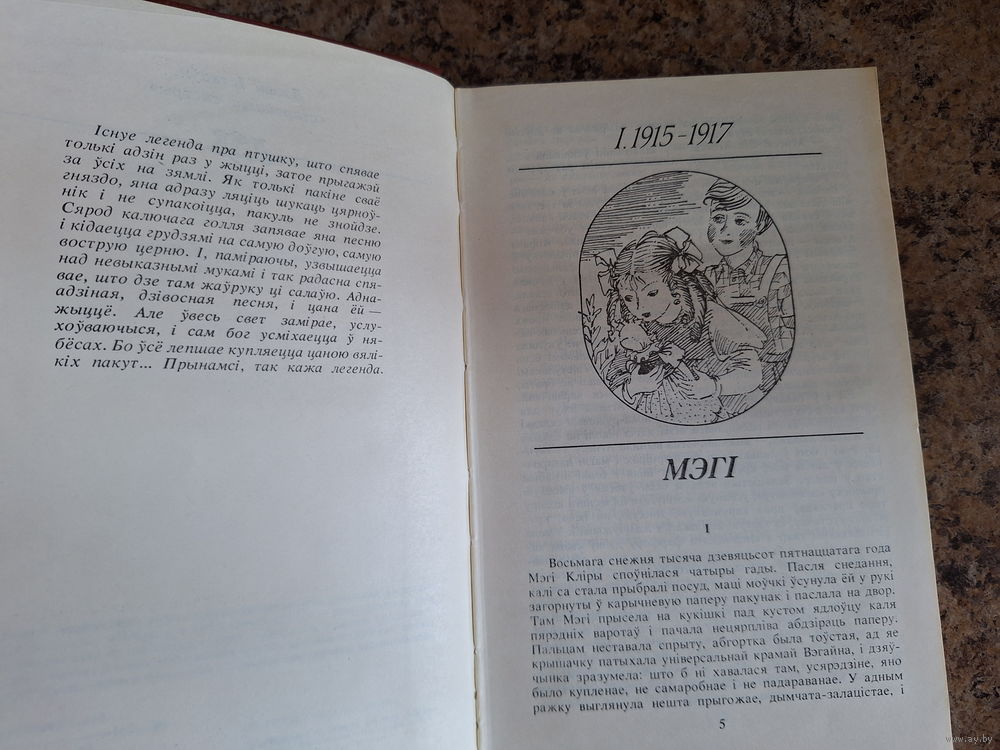 Існуе легенда пра птушку, што спявае
толькі адзін раз у жыцці, затое прыгажэй
за ўсіх на зямлі. Як толькі пакіне сваё
гняздо, яна адразу ляціць шукаць цярноў-
нік і не супакоіцца, пакуль не знойдзе.
Сярод калючага голля запявае яна песню
і кідаецца грудзямі на самую доўгую, самую
вострую церню. І, паміраючы, узвышаецца
над невыказнымі мукамі і так радасна спя-
вае, што дзе там жаўруку ці салаўю. Адна-
адзіная, дзівосная песня, і цана ёй —
жыццё. Але ўвесь свет замірае, услу-
хоўваючыся, і сам бог усміхаецца ў ня-
бёсах. Бо ўсё лепшае купляецца цаною вялі-
кіх пакут... Прынамсі, так кажа легенда.
I. 1915–1917
МЭГІ
I
Восьмага снежня тысяча дзевяцьсот пятнаццатага года
Мэгі Кліры споўнілася чатыры гады. Пасля снедання,
калі са стала прыбралі посуд, маці моўчкі ўсунула ёй у рукі
загорнуты ў карычневую паперу пакунак і паслала на двор.
Там Мэгі прысела на кукішкі пад кустом ядлоўцу каля
пярэдніх варотаў і пачала нецярпліва абдзіраць паперу.
Пальцам неставала спрыту, абгортка была тоўстая, ад яе
крышачку патыхала універсальнай крамай Вэгайна, і дзяў-
чынка зразумела: што б ні хавалася там, усярэдзіне, яно
было купленае, не самаробнае і не падараванае. У адным
ражку выглянула нешта прыгожае, дымчата-залацістае, і
5
www.ay.by